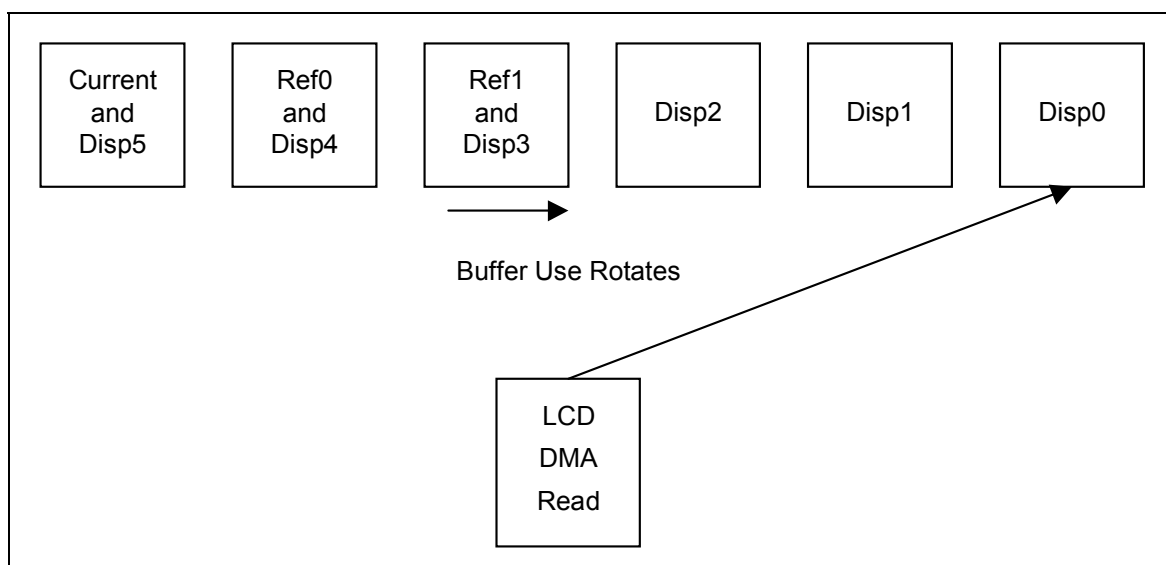 Current
and
Disp5
Ref0
and
Disp4
Ref1
and
Disp3
Disp2
Disp1
Disp0
Buffer Use Rotates
LCD
DMA
Read